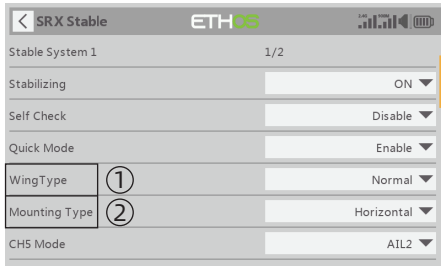 SRX Stable ETHOS
Stable System 1 1/2
Stabilizing ON
Self Check Disable
Quick Mode Enable
WingType ① Normal
Mounting Type ② Horizontal
CH5 Mode AIL2